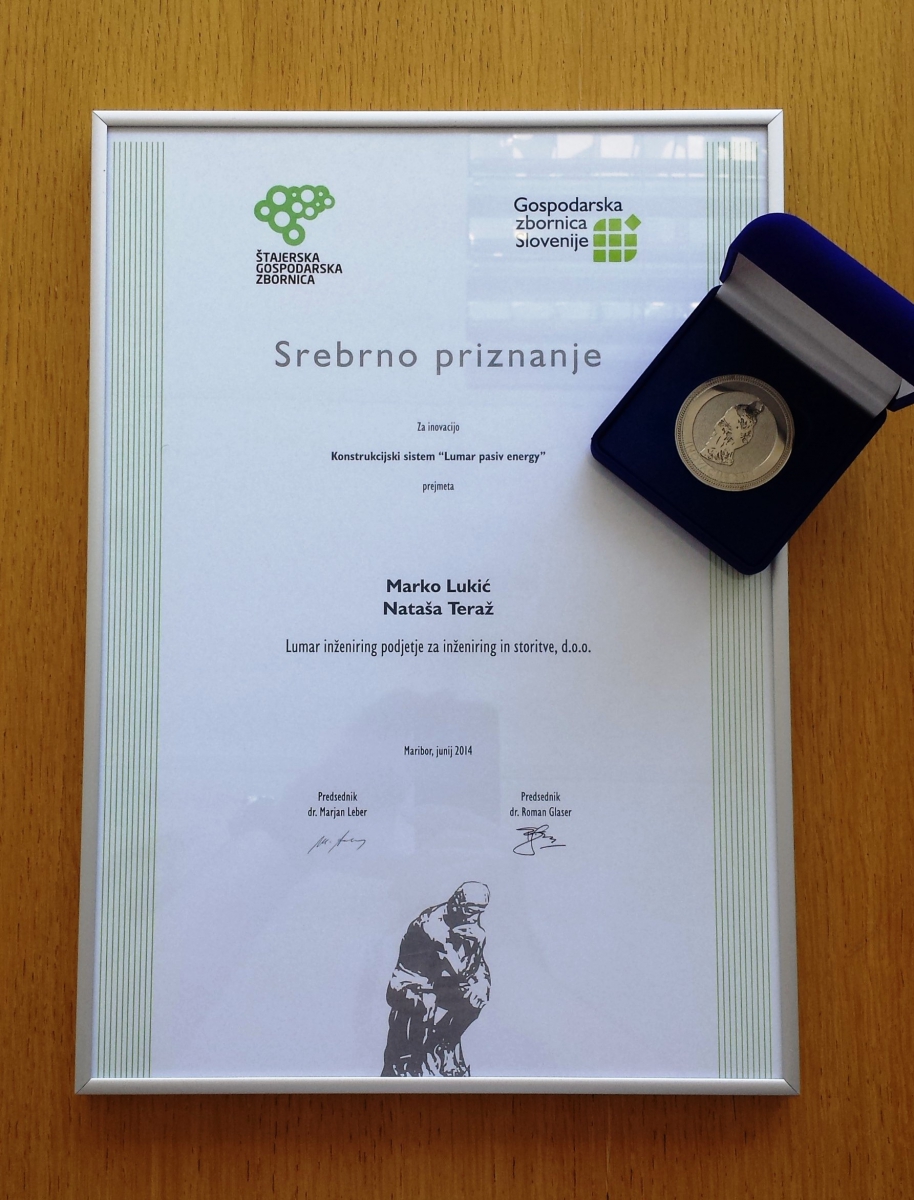 ŠTAJERSKA
GOSPODARSKA
ZBORNICA
Gospodarska
zbornica
Slovenije
Srebrno priznanje
Za inovacijo
Konstrukcijski sistem “Lumar pasiv energy”
prejmeta
Marko Lukić
Nataša Teraž
Lumar inženiring podjetje za inženiring in storitve, d.o.o.
Maribor, junij 2014
Predsednik
dr. Marjan Leber
Predsednik
dr. Roman Glaser